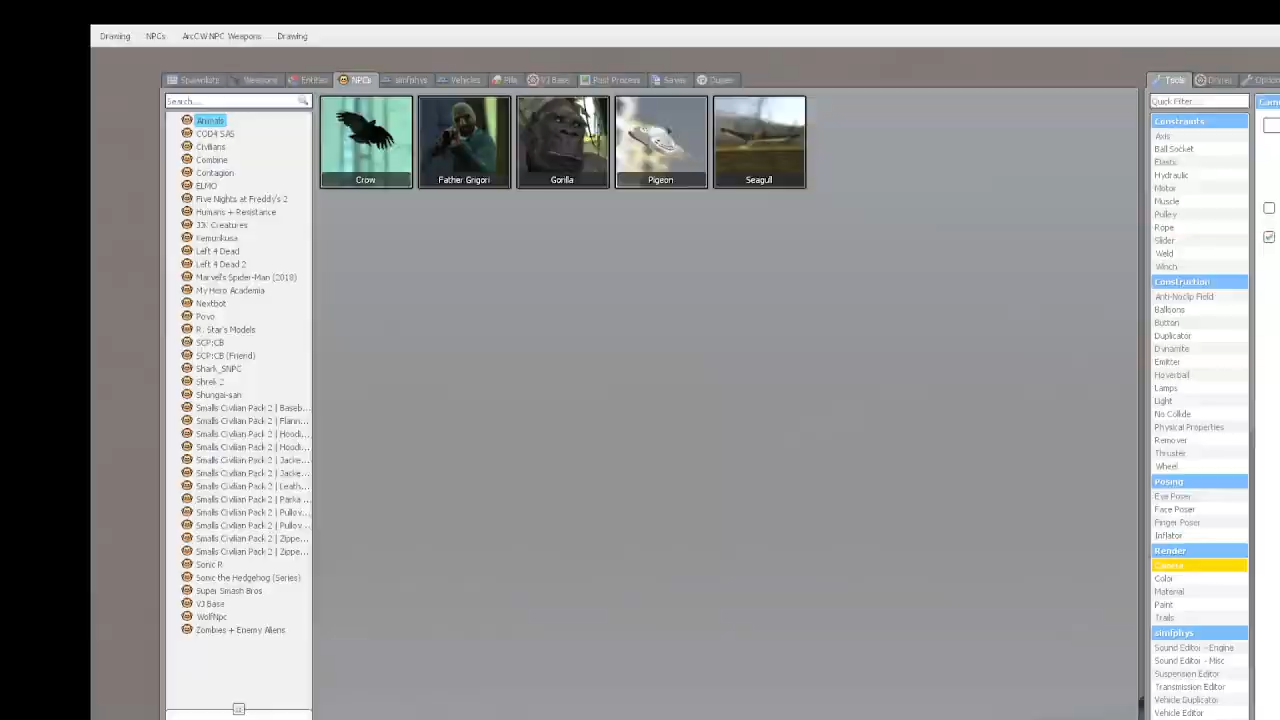 Drawing NPCs ArcCW NPC Weapons Drawing
Spawnlists Weapons Entities NPCs simfphys Vehicles Pills VJ Base Post Process Saves Dupes
Tools
Search...
Crow
Father Grigori
Gorilla
Pigeon
Seagull
Animals
COD4 SAS
Civilians
Combine
Contagion
ELMO
Five Nights at Freddy's 2
Humans + Resistance
Kemurikusa
Left 4 Dead
Left 4 Dead 2
Marvel's Spider-Man (2018)
My Hero Academia
Nextbot
Povo
R. Star's Models
SCP:CB
SCP:CB (Friend)
Shark_SNPC
Shrek 2
Shungai-san
Smalls Civilian Pack 2 | Baseb...
Smalls Civilian Pack 2 | Flann...
Smalls Civilian Pack 2 | Hoodi...
Smalls Civilian Pack 2 | Hoodi...
Smalls Civilian Pack 2 | Jacke...
Smalls Civilian Pack 2 | Jacke...
Smalls Civilian Pack 2 | Leath...
Smalls Civilian Pack 2 | Parka ...
Smalls Civilian Pack 2 | Pullov...
Smalls Civilian Pack 2 | Pullov...
Smalls Civilian Pack 2 | Zippe...
Smalls Civilian Pack 2 | Zippe...
Sonic R
Sonic the Hedgehog (Series)
Super Smash Bros
VJ Base
WolfNpc
Zombies + Enemy Aliens
Quick Filter...
Constraints
Axis
Ball Socket
Elastic
Hydraulic
Motor
Muscle
Pulley
Rope
Slider
Weld
Winch
Construction
Anti-Noclip Field
Balloons
Button
Duplicator
Dynamite
Emitter
Hoverball
Lamps
Light
No Collide
Physical Properties
Remover
Thruster
Wheel
Posing
Eye Poser
Face Poser
Finger Poser
Inflator
Render
Camera
Color
Material
Paint
Trails
simfphys
Sound Editor - Engine
Sound Editor - Misc
Suspension Editor
Transmission Editor
Vehicle Duplicator
Vehicle Editor